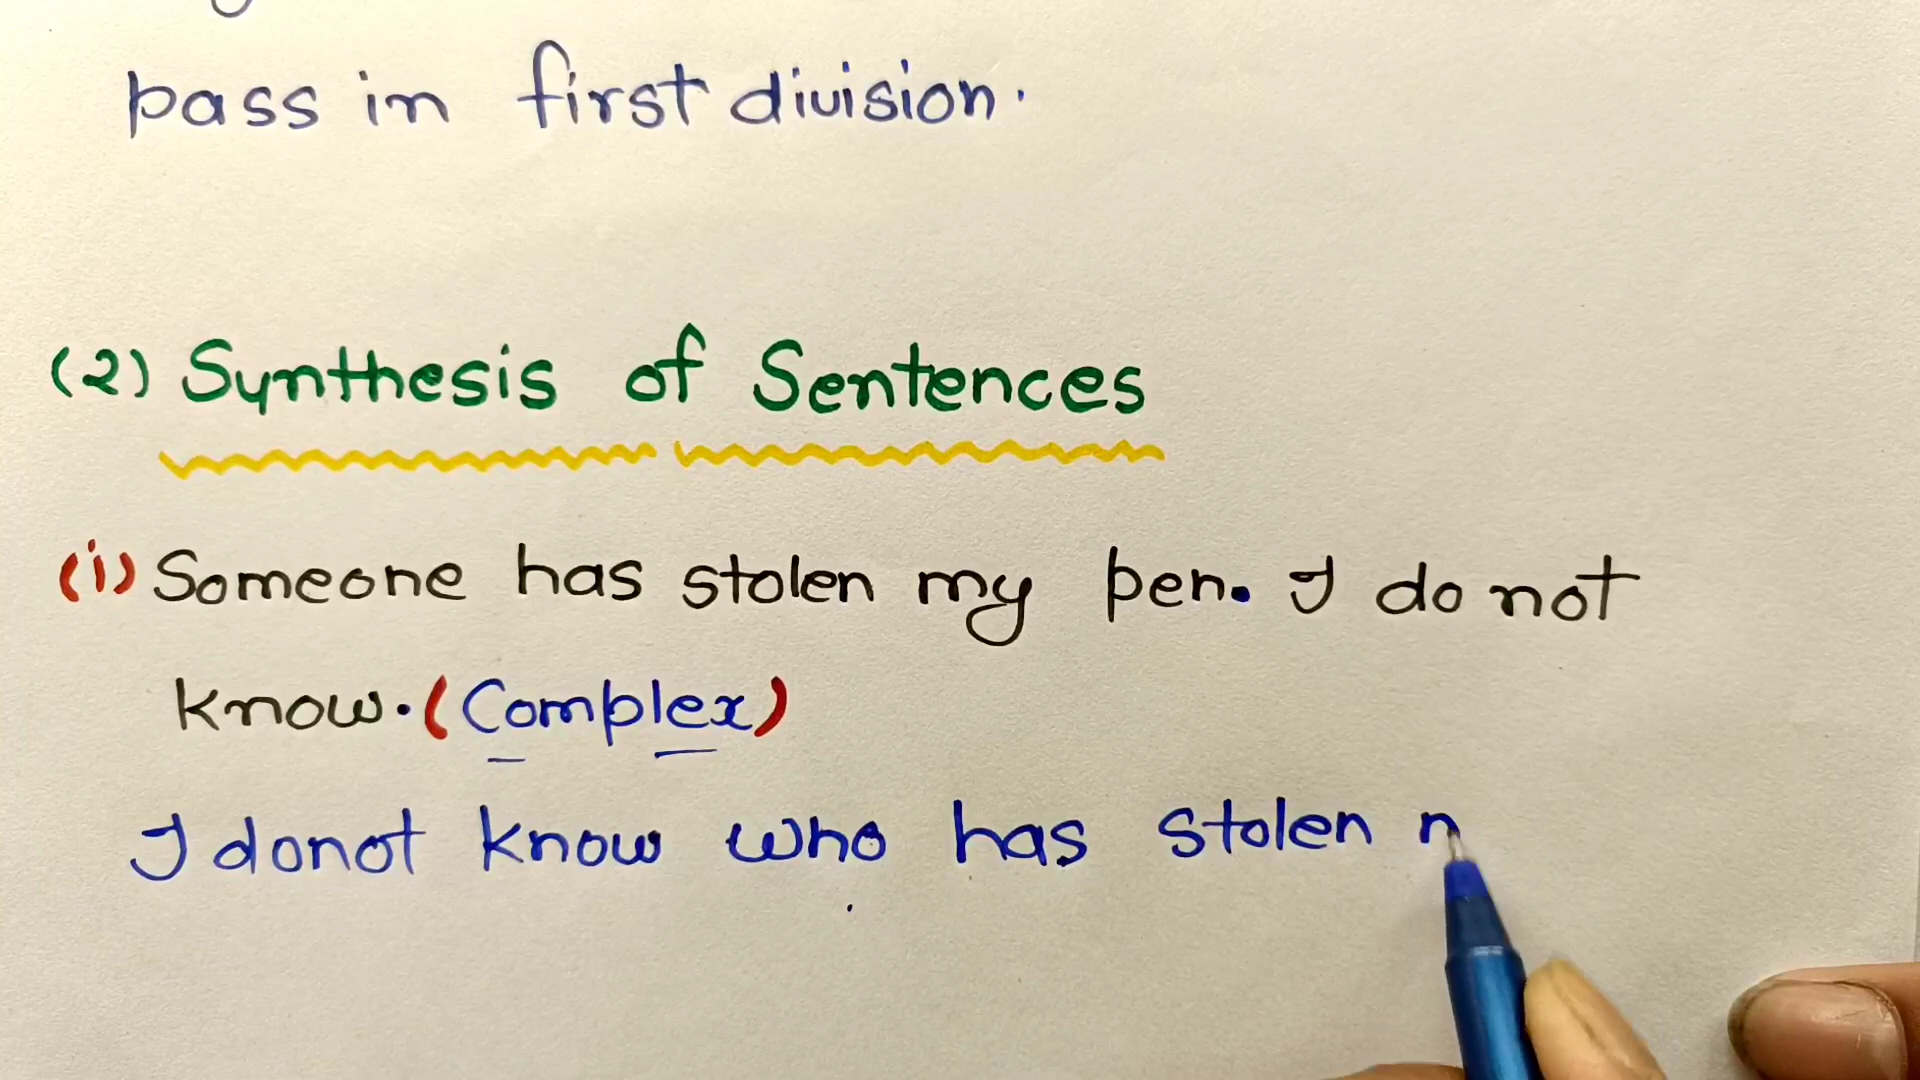 pass in first division.
(2) Synthesis of Sentences
(i) Someone has stolen my pen. I do not
know. (Complex)
I donot know who has stolen